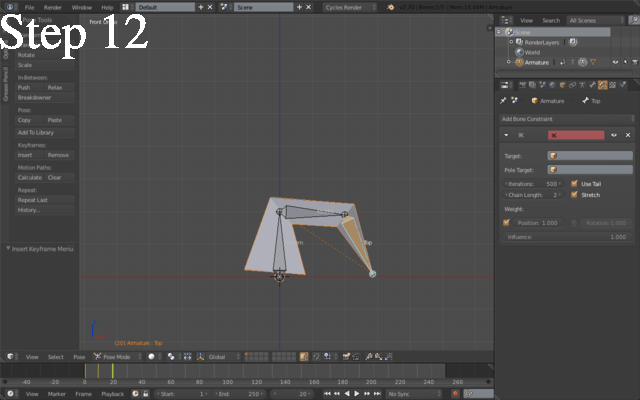 File Render Window Help Default Scene Cycles Render
Step 12
Front Ortho
View Search All Scenes
Scene
RenderLayers
World
Armature
Grease Pencil
Rotate
Scale
In-Between:
Push Relax
Breakdowner
Pose:
Copy Paste
Add To Library
Keyframes:
Insert Remove
Motion Paths:
Calculate Clear
Repeat:
Repeat Last
History...
Insert Keyframe Menu
Armature Top
Add Bone Constraint
Target:
Pole Target:
Iterations: 500 Use Tail
Chain Length: 2 Stretch
Weight:
Position: 1.000 Rotation: 1.000
Influence: 1.000
Top
(20) Armature : Top
View Select Pose Pose Mode Global
-40 -20 0 20 40 60 80 100 120 140 160 180 200 220 240 260
View Marker Frame Playback Start: 1 End: 250 20 No Sync